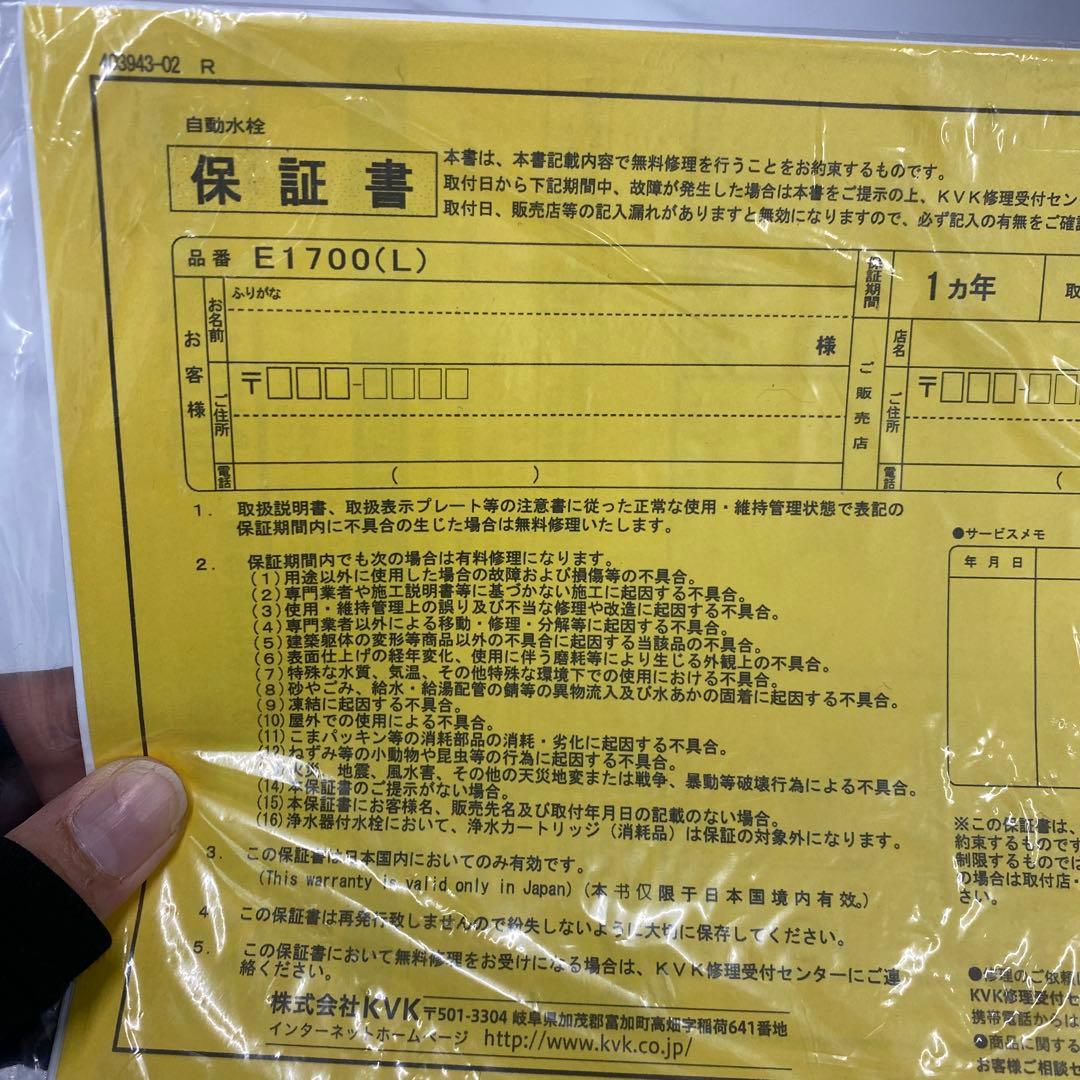 403943-02 R
自動水栓
保証書
本書は、本書記載内容で無料修理を行うことをお約束するものです。
取付日から下記期間中、故障が発生した場合は本書をご提示の上、KVK修理受付セン
取付日、販売店等の記入漏れがありますと無効になりますので、必ず記入の有無をご確認
品番 E1700(L)
保証期間 1ヵ年 取
お客様
お名前
ふりがな
様
ご住所
〒□□□-□□□□
電話 ( )
ご販売店
店名
ご住所
〒□□□-□□
電話 (
1. 取扱説明書、取扱表示プレート等の注意書に従った正常な使用・維持管理状態で表記の
保証期間内に不具合の生じた場合は無料修理いたします。
2. 保証期間内でも次の場合は有料修理になります。
(1)用途以外に使用した場合の故障および損傷等の不具合。
(2)専門業者や施工説明書等に基づかない施工に起因する不具合。
(3)使用・維持管理上の誤り及び不当な修理や改造に起因する不具合。
(4)専門業者以外による移動・修理・分解等に起因する不具合。
(5)建築躯体の変形等商品以外の不具合に起因する当該品の不具合。
(6)表面仕上げの経年変化、使用に伴う磨耗等により生じる外観上の不具合。
(7)特殊な水質、気温、その他特殊な環境下での使用における不具合。
(8)砂やごみ、給水・給湯配管の錆等の異物流入及び水あかの固着に起因する不具合。
(9)凍結に起因する不具合。
(10)屋外での使用による不具合。
(11)こまパッキン等の消耗部品の消耗・劣化に起因する不具合。
(12)ねずみ等の小動物や昆虫等の行為に起因する不具合。
火災、地震、風水害、その他の天災地変または戦争、暴動等破壊行為による不具合。
(14)本保証書のご提示がない場合。
(15)本保証書にお客様名、販売先名及び取付年月日の記載のない場合。
(16)浄水器付水栓において、浄水カートリッジ(消耗品)は保証の対象外になります。
3. この保証書は日本国内においてのみ有効です。
(This warranty is valid only in Japan) (本书仅限于日本国境内有效。)
4 この保証書は再発行致しませんので紛失しないように大切に保存してください。
5. この保証書において無料修理をお受けになる場合は、KVK修理受付センターにご連
絡ください。
株式会社KVK 〒501-3304 岐阜県加茂郡富加町高畑字稲荷641番地
インターネットホームページ http://www.kvk.co.jp/
●サービスメモ
年月日
※この保証書は、
約束するものです
制限するものでは
の場合は取付店・
さい。
●修理のご依頼
KVK修理受付セ
携帯電話からは
商品に関する
お客様ご相談セ